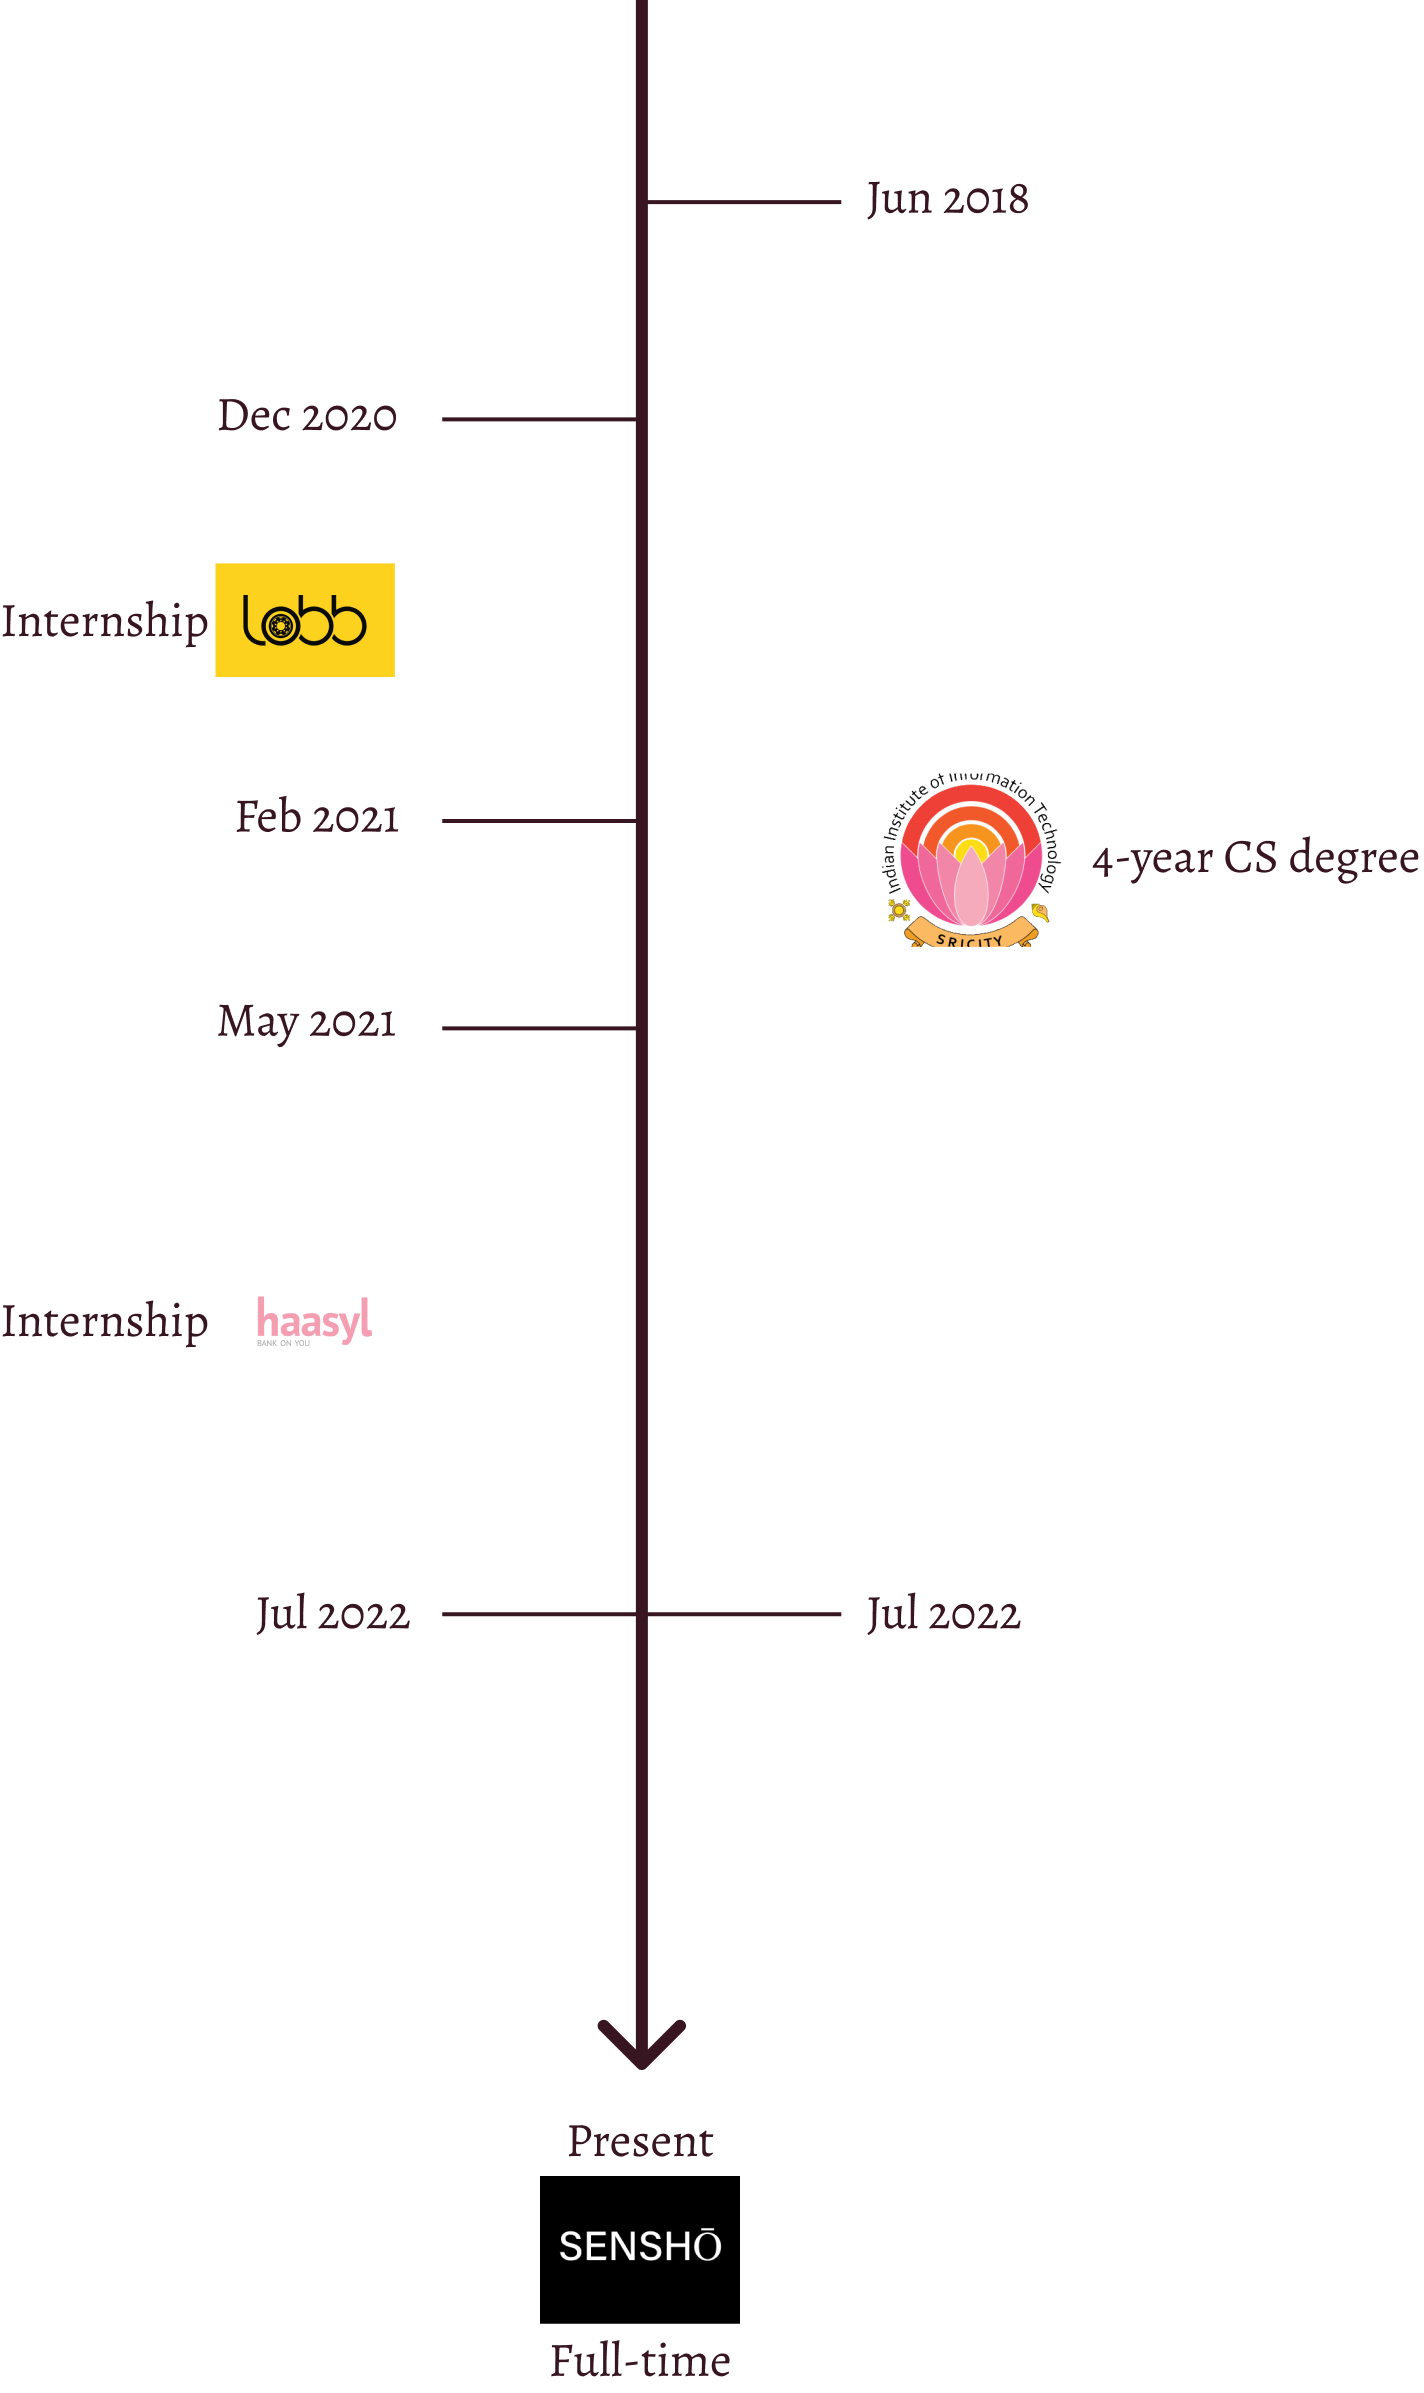 Jun 2018
Dec 2020
Internship
lobb
Feb 2021
Indian Institute of Information Technology
SRICITY
4-year CS degree
May 2021
Internship
haasyl
BANK ON YOU
Jul 2022
Jul 2022
Present
SENSHŌ
Full-time